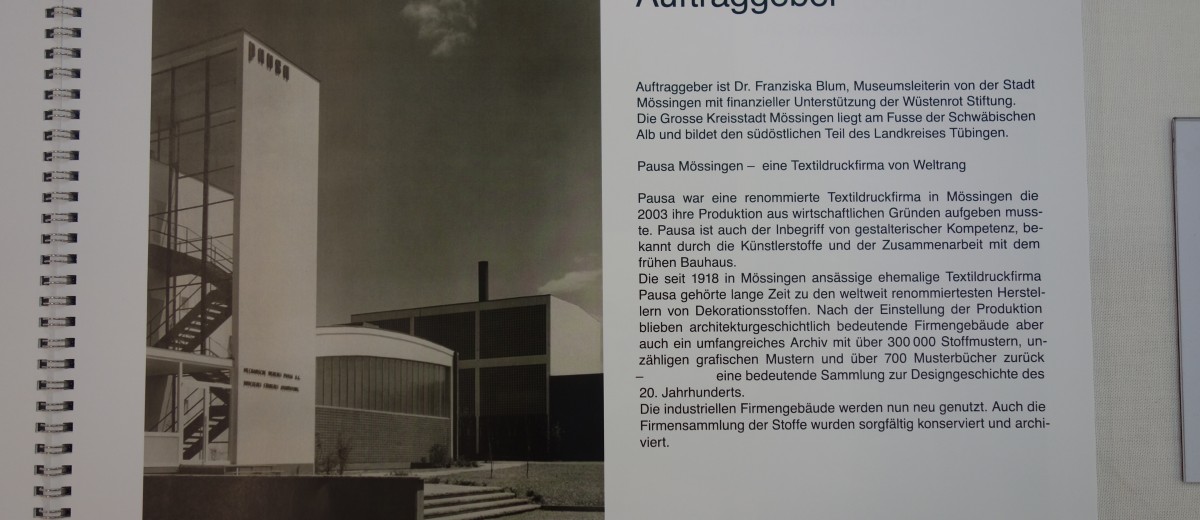 Auftraggeber
PAUSA
Auftraggeber ist Dr. Franziska Blum, Museumsleiterin von der Stadt
Mössingen mit finanzieller Unterstützung der Wüstenrot Stiftung.
Die Grosse Kreisstadt Mössingen liegt am Fusse der Schwäbischen
Alb und bildet den südöstlichen Teil des Landkreises Tübingen.
Pausa Mössingen – eine Textildruckfirma von Weltrang
Pausa war eine renommierte Textildruckfirma in Mössingen die
2003 ihre Produktion aus wirtschaftlichen Gründen aufgeben muss-
te. Pausa ist auch der Inbegriff von gestalterischer Kompetenz, be-
kannt durch die Künstlerstoffe und der Zusammenarbeit mit dem
frühen Bauhaus.
Die seit 1918 in Mössingen ansässige ehemalige Textildruckfirma
Pausa gehörte lange Zeit zu den weltweit renommiertesten Herstel-
lern von Dekorationsstoffen. Nach der Einstellung der Produktion
blieben architekturgeschichtlich bedeutende Firmengebäude aber
auch ein umfangreiches Archiv mit über 300 000 Stoffmustern, un-
zähligen grafischen Mustern und über 700 Musterbücher zurück
– eine bedeutende Sammlung zur Designgeschichte des
20. Jahrhunderts.
Die industriellen Firmengebäude werden nun neu genutzt. Auch die
Firmensammlung der Stoffe wurden sorgfältig konserviert und archi-
viert.